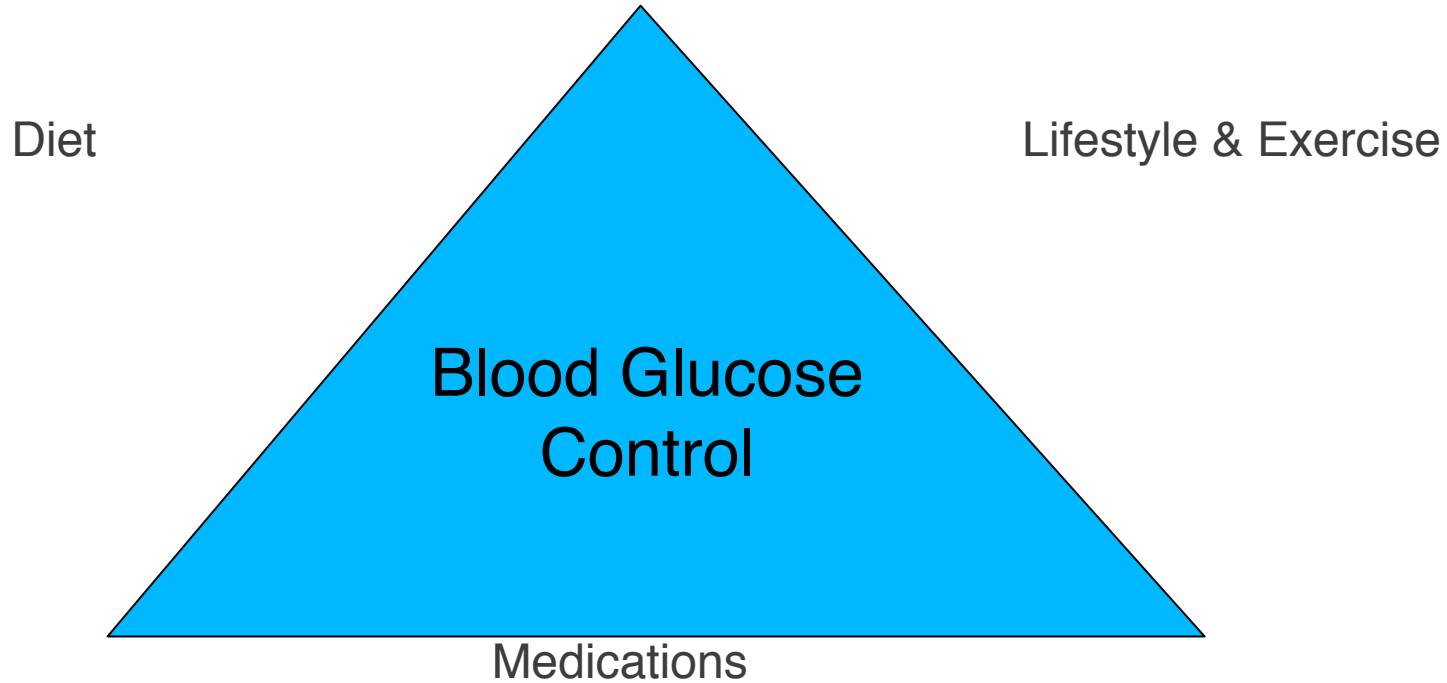 Diet
Lifestyle & Exercise
Blood Glucose
Control
Medications